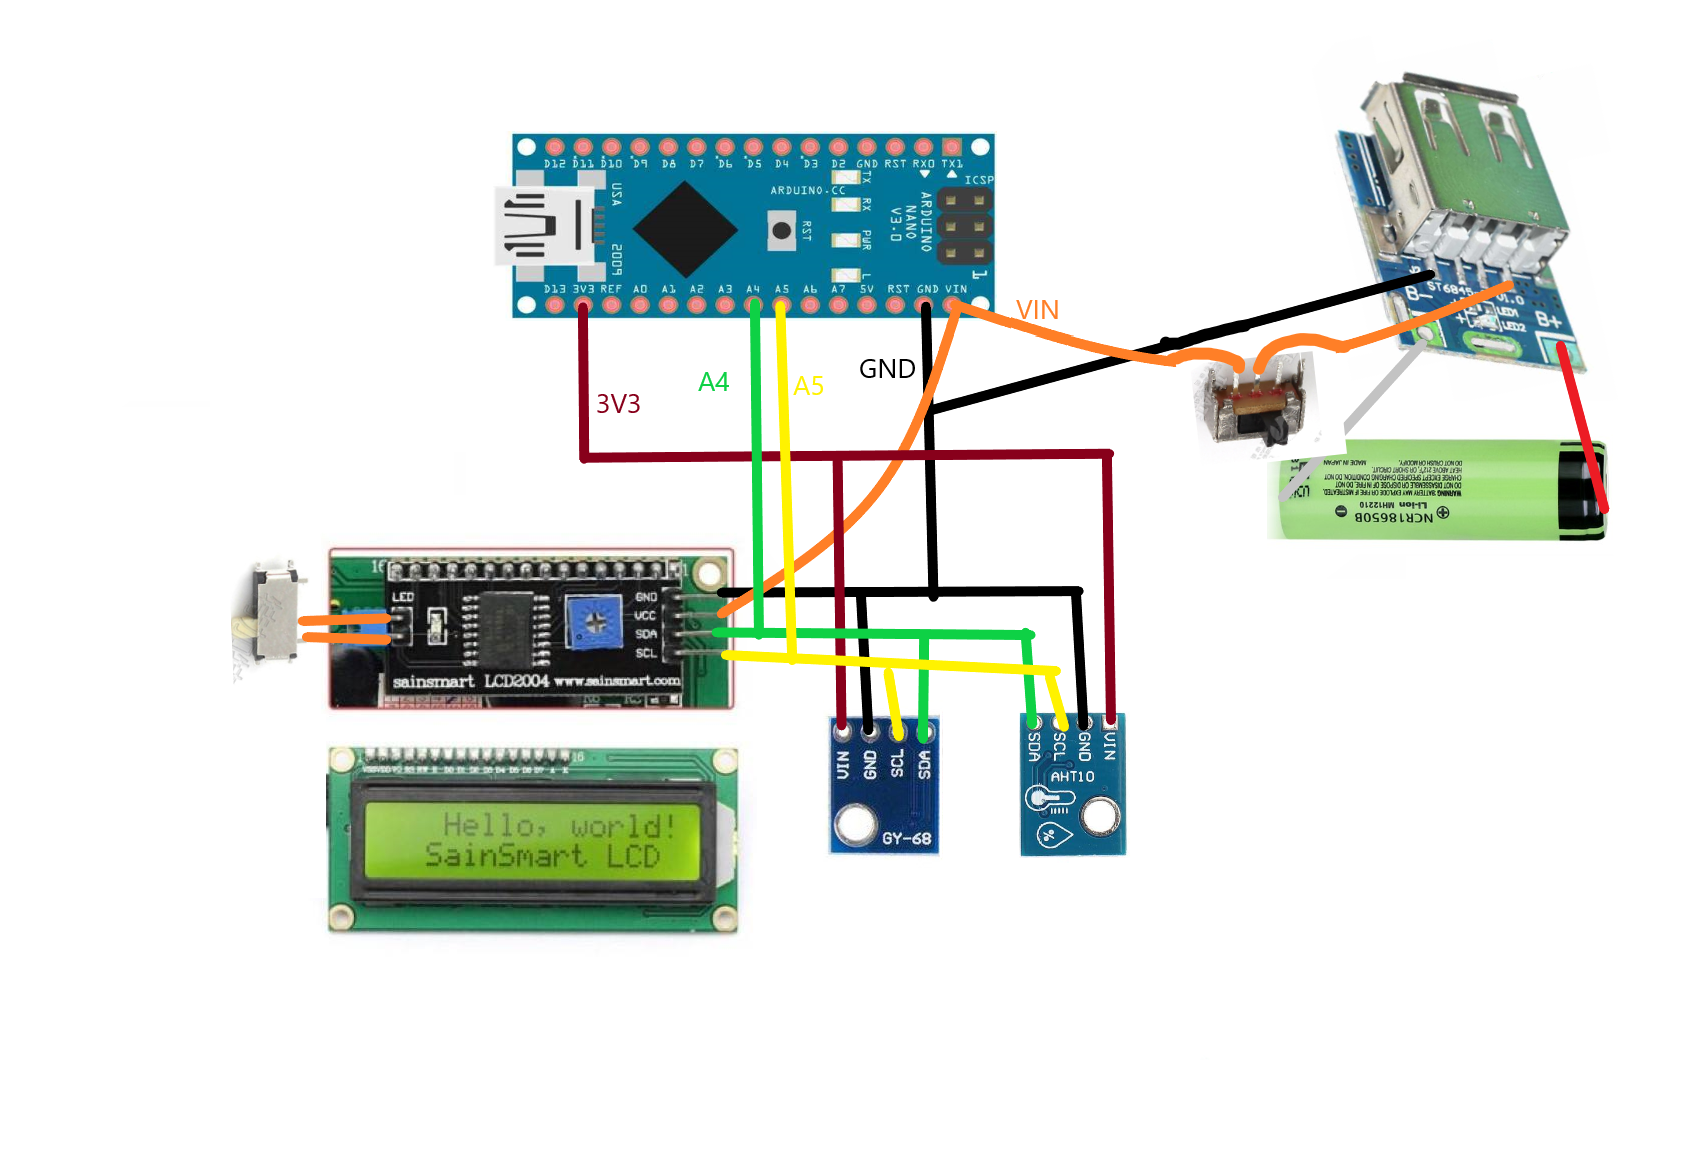 D12 D11 D10 D9 D8 D7 D6 D5 D4 D3 D2 GND RST RX0 TX1
ICSP
TX
ARDUINO.CC
RX
USA
ARDUINO
NANO
V3.0
RST
PWR
2009
L
1
D13 3V3 REF A0 A1 A2 A3 A4 A5 A6 A7 5V RST GND VIN
VIN
GND
A4
A5
3V3
B-
ST6845
V1.0
LED1
LED2
B+
+
MADE IN JAPAN
WARNING
Li-ion MH12210
NCR18650B
16
1
LED
GND
VCC
SDA
SCL
sainsmart LCD2004 www.sainsmart.com
16
Hello, world!
SainSmart LCD
VIN
GND
SCL
SDA
GY-68
SDA
SCL
GND
VIN
AHT10
%